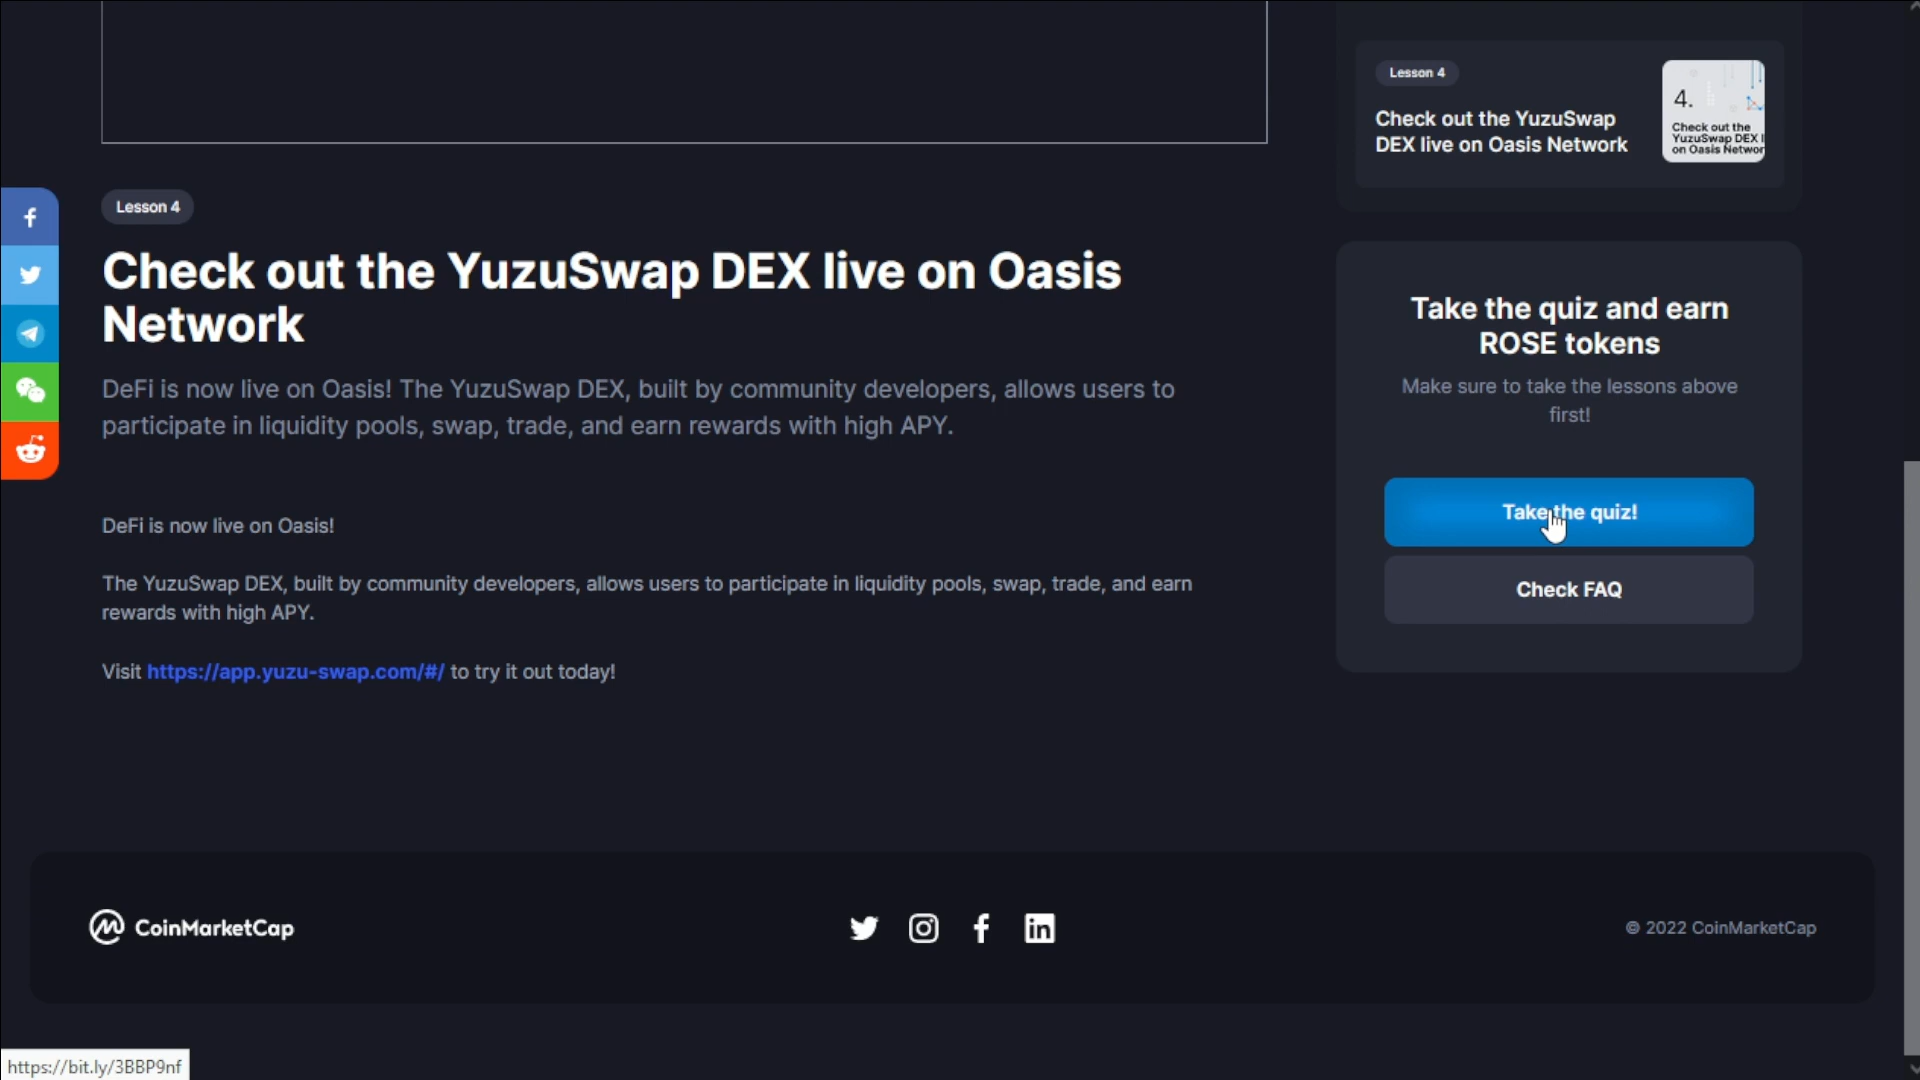 Lesson 4
Check out the YuzuSwap
DEX live on Oasis Network
4.
Check out the
YuzuSwap DEX
on Oasis Networ
Lesson 4
Check out the YuzuSwap DEX live on Oasis
Network
DeFi is now live on Oasis! The YuzuSwap DEX, built by community developers, allows users to
participate in liquidity pools, swap, trade, and earn rewards with high APY.
DeFi is now live on Oasis!
The YuzuSwap DEX, built by community developers, allows users to participate in liquidity pools, swap, trade, and earn
rewards with high APY.
Visit https://app.yuzu-swap.com/#/ to try it out today!
Take the quiz and earn
ROSE tokens
Make sure to take the lessons above
first!
Take the quiz!
Check FAQ
CoinMarketCap
© 2022 CoinMarketCap
https://bit.ly/3BBP9nf